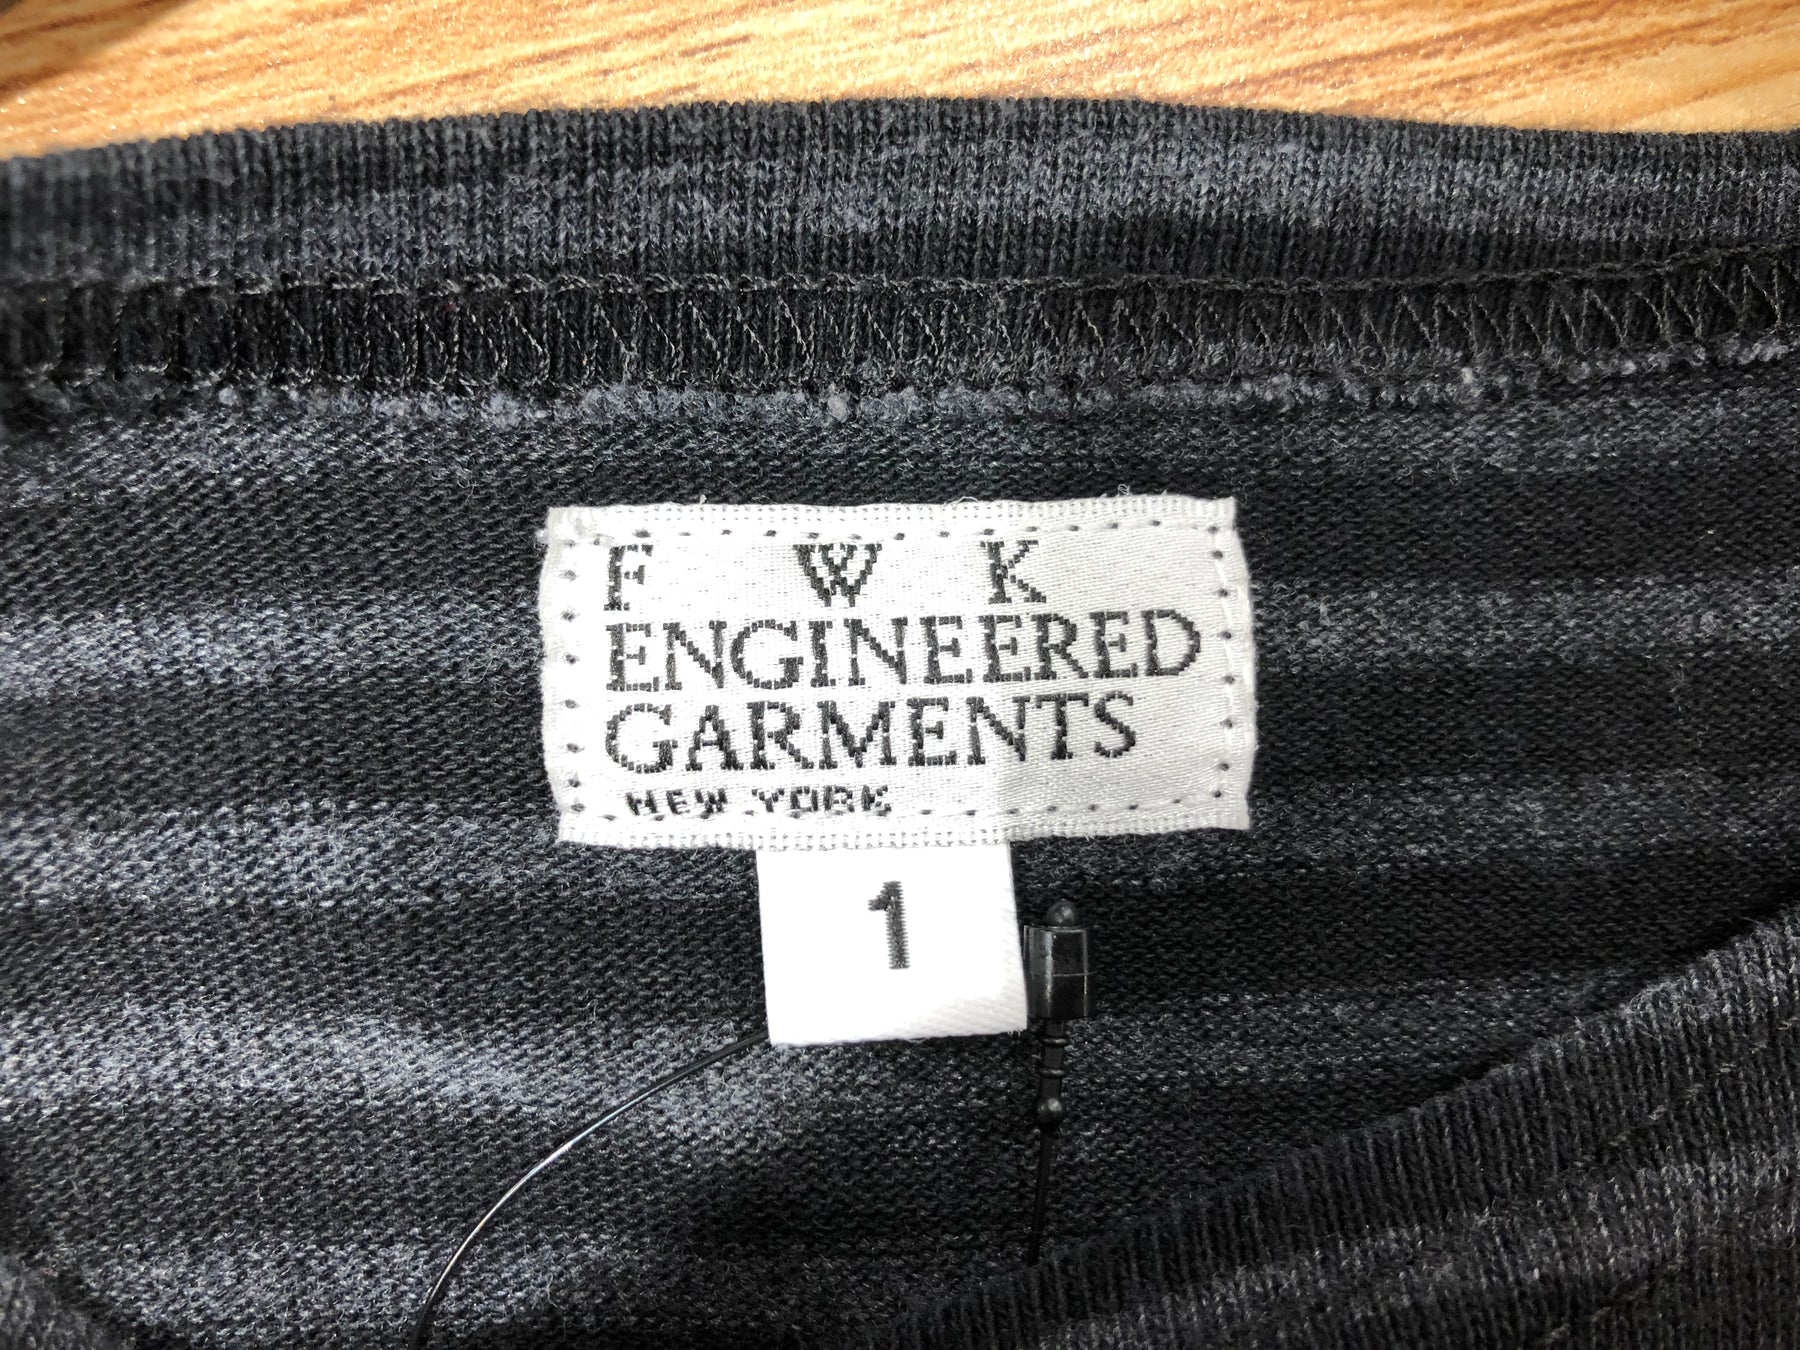 F W K
ENGINEERED
GARMENTS
NEW YORK
1